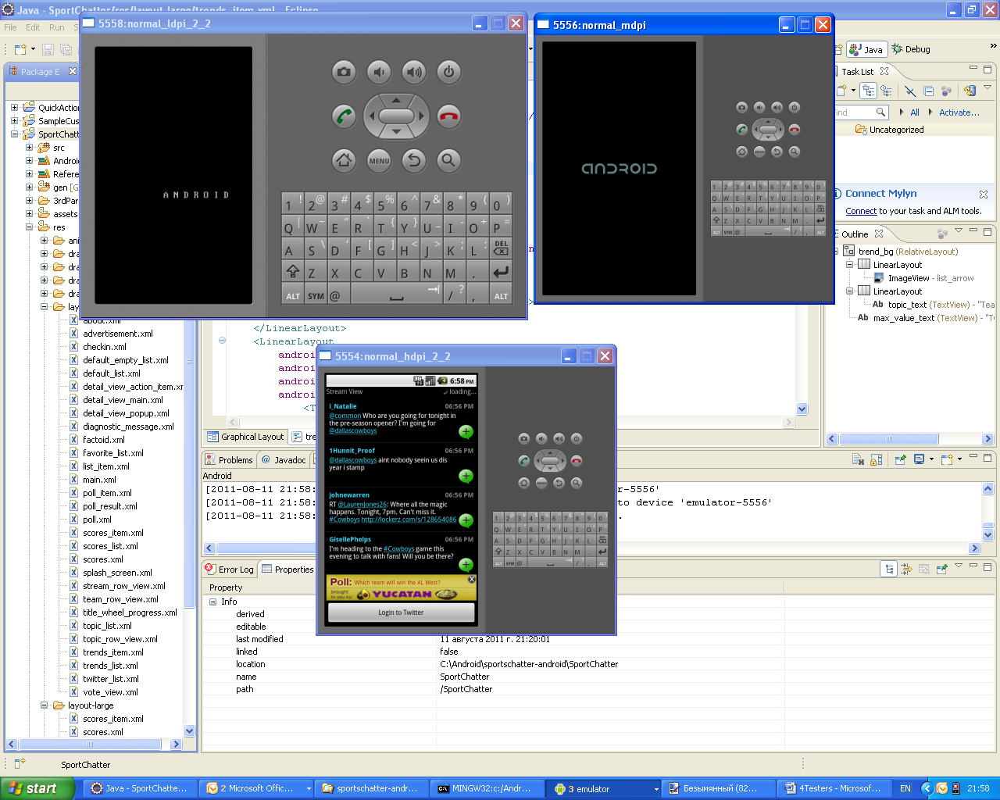 Java - SportChatter/res/layout-large/trends_item.xml - Eclipse
File Edit Run
5558:normal_ldpi_2_2
5556:normal_mdpi
Java
Debug
Package E
Task List
find
All
Activate...
Uncategorized
QuickAction
SampleCus
SportChatt
src
Androi
Refere
gen
3rdPar
assets
res
ani
dra
dra
dra
dra
lay
ANDROID
ANDROID
MENU
1 2 3 4 5 6 7 8 9 0
Q W E R T Y U I O P
A S D F G H J K L DEL
Z X C V B N M .
ALT SYM @ / , ALT
Connect Mylyn
Connect to your task and ALM tools.
Outline
trend_bg (RelativeLayout)
LinearLayout
ImageView - list_arrow
LinearLayout
topic_text (TextView) - "Tea
max_value_text (TextView) - "T
about.xml
advertisement.xml
checkin.xml
default_empty_list.xml
default_list.xml
detail_view_action_item.xm
detail_view_main.xml
detail_view_popup.xml
diagnostic_message.xml
factoid.xml
favorite_list.xml
list_item.xml
main.xml
poll_item.xml
poll_result.xml
poll.xml
scores_item.xml
scores_list.xml
scores.xml
splash_screen.xml
stream_row_view.xml
team_row_view.xml
title_wheel_progress.xml
topic_list.xml
topic_row_view.xml
trends_item.xml
trends_list.xml
twitter_list.xml
vote_view.xml
layout-large
scores_item.xml
scores.xml
</LinearLayout>
<LinearLayout
androi
androi
androi
androi
<T
Graphical Layout
tre
5554:normal_hdpi_2_2
6:58 PM
Stream View
loading...
i_Natalie 06:56 PM
@common Who are you going for tonight in
the pre-season opener? I'm going for
@dallascowboys
1Hunnit_Proof 06:56 PM
@dallascowboys aint nobody seein us dis
year i stamp
johnewarren 06:56 PM
RT @LaurenJones26: Where all the magic
happens. Tonight, 7pm. Can't miss it.
#Cowboys http://lockerz.com/s/128654086
GisellePhelps 06:56 PM
I'm heading to the #Cowboys game this
evening to talk with fans! Will you be there?
Poll: Which team will win the AL West?
brought to you by: YUCATAN
Login to Twitter
Problems
Javadoc
Android
[2011-08-11 21:58:
r-5556'
[2011-08-11 21:58:
to device 'emulator-5556'
[2011-08-11 21:58:
Error Log
Properties
Property
Info
derived
editable
last modified 11 августа 2011 г. 21:20:01
linked false
location C:\Android\sportschatter-android\SportChatter
name SportChatter
path /SportChatter
SportChatter
start
Java - SportChatte...
2 Microsoft Offic...
sportschatter-andr...
MINGW32:c:/Andr...
3 emulator
Безымянный (82...
4Testers - Microsof...
EN
21:58